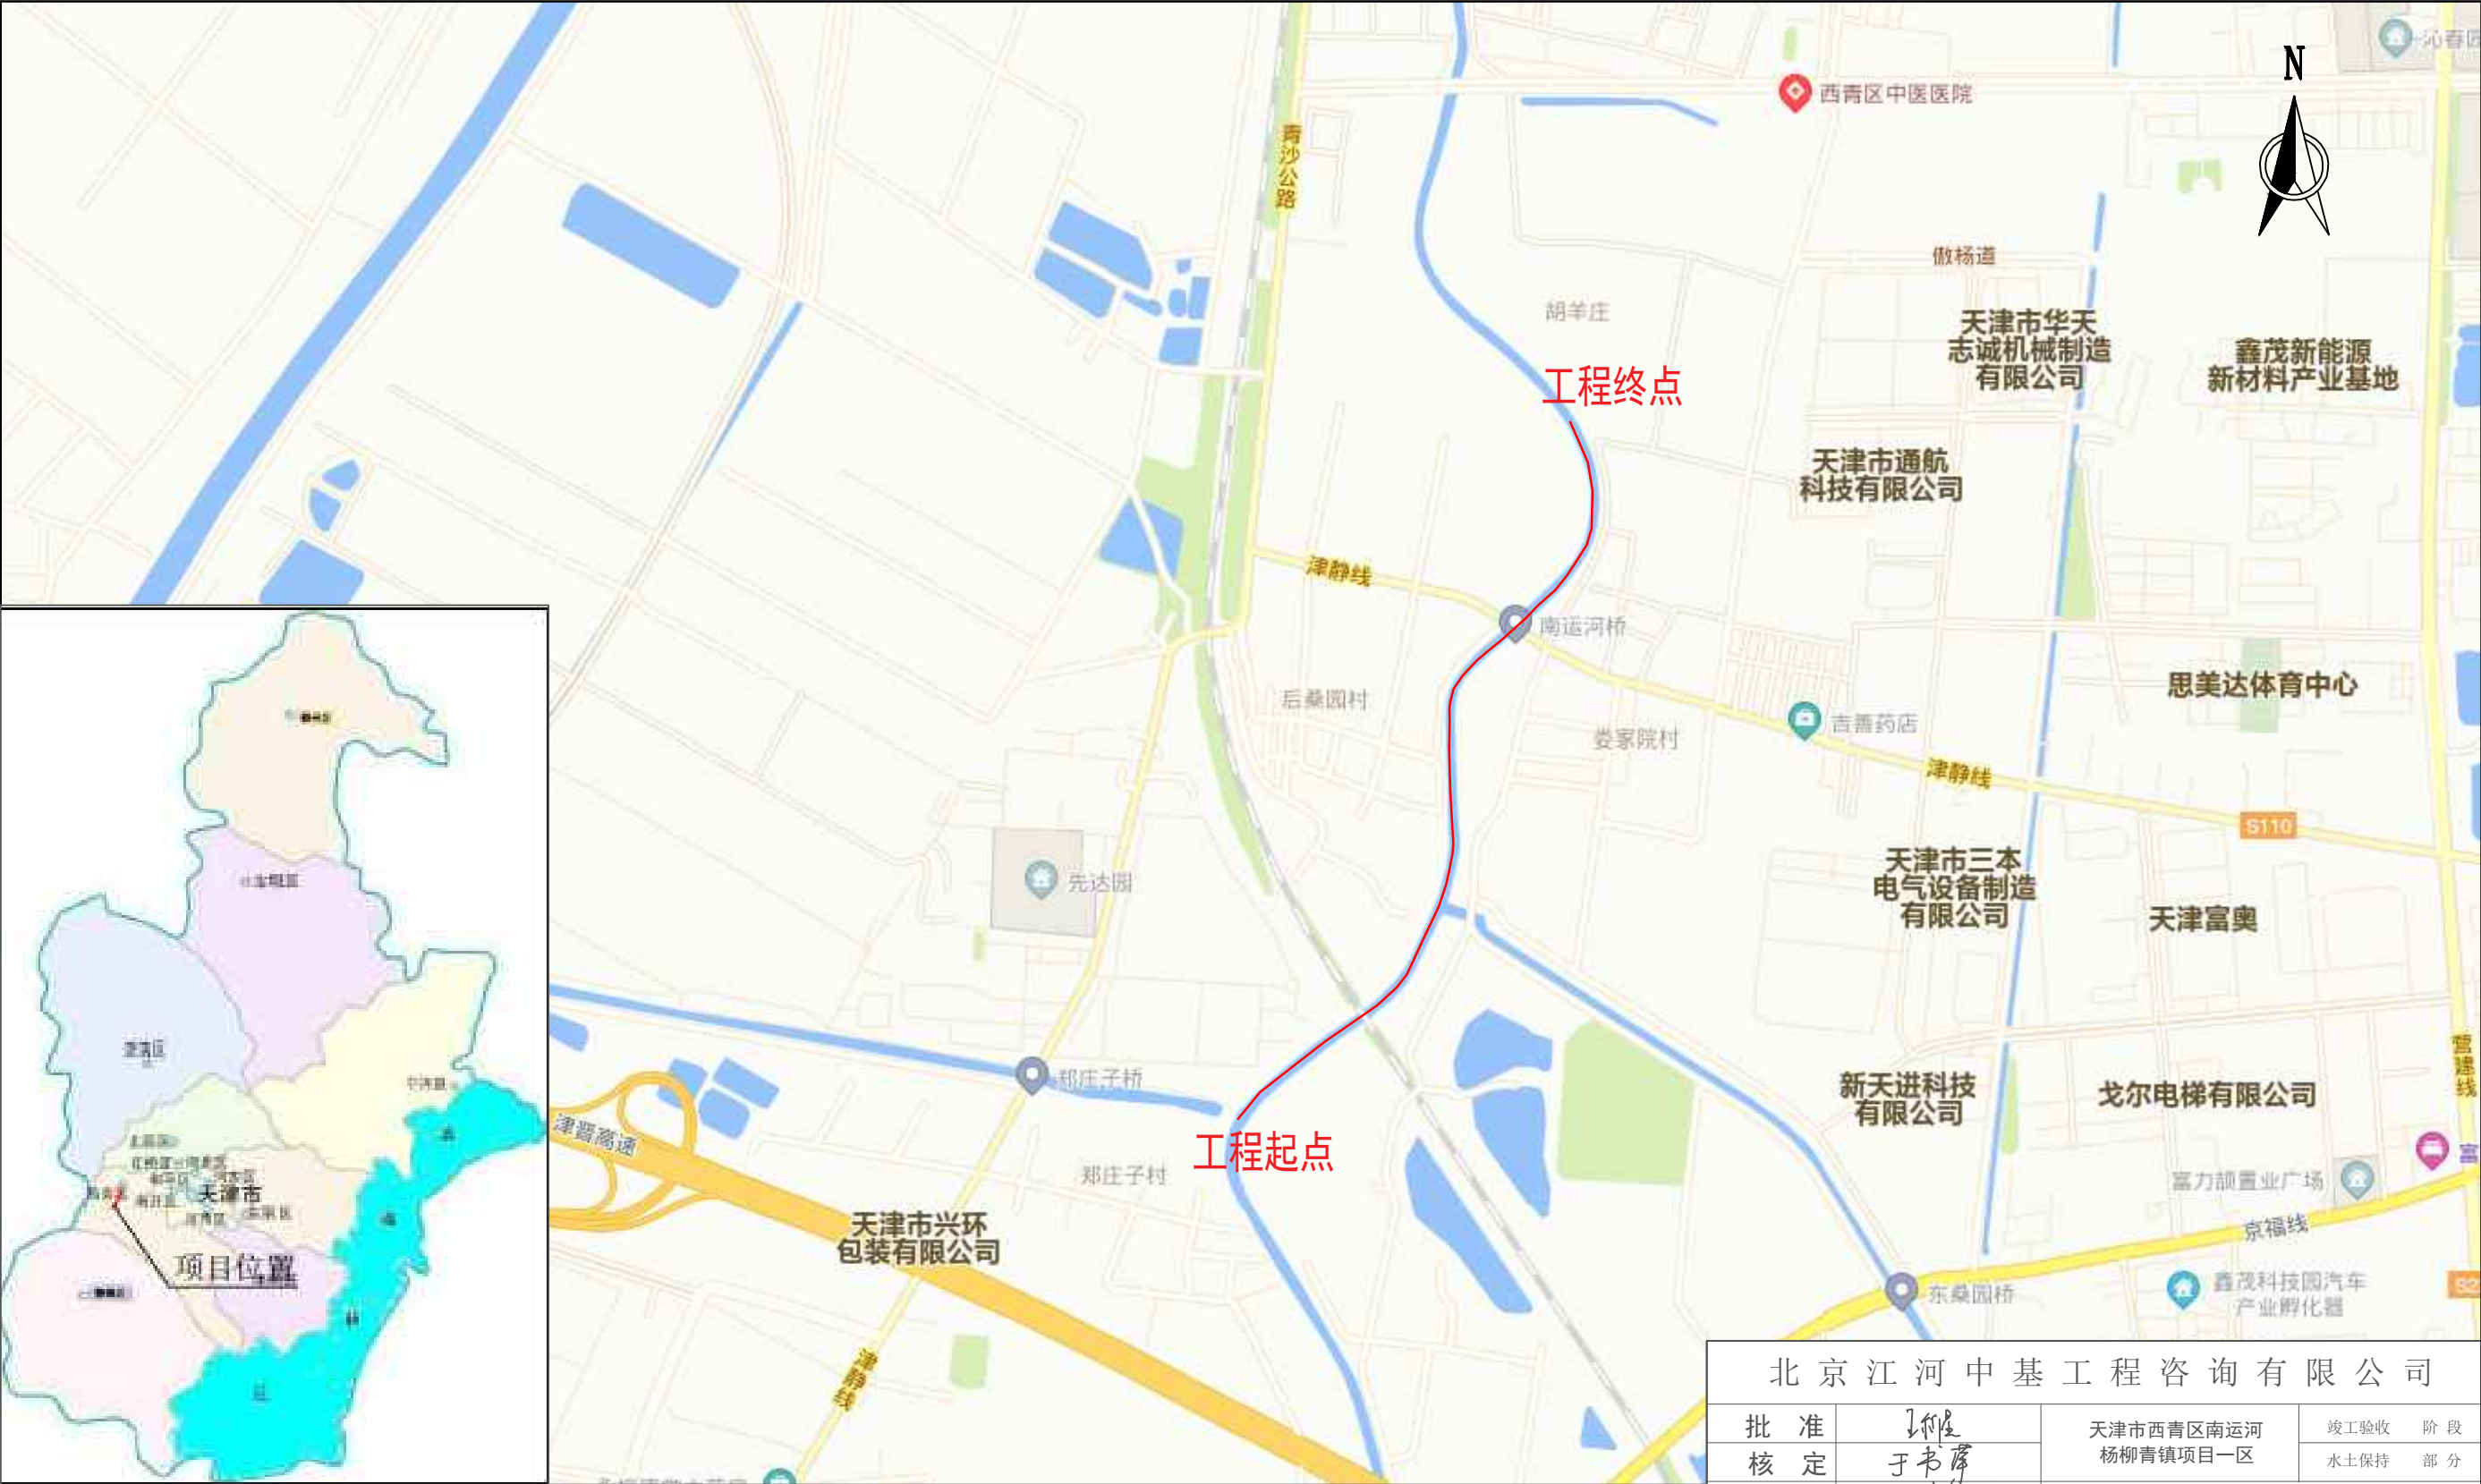 沁春园
N
西青区中医医院
青沙公路
傲杨道
胡羊庄
天津市华天
志诚机械制造
有限公司
鑫茂新能源
新材料产业基地
工程终点
天津市通航
科技有限公司
津静线
南运河桥
后桑园村
娄家院村
吉善药店
思美达体育中心
津静线
S110
先达园
天津市三本
电气设备制造
有限公司
天津富奥
郑庄子桥
津晋高速
工程起点
郑庄子村
新天进科技
有限公司
戈尔电梯有限公司
营建线
富
富力颉置业广场
京福线
天津市兴环
包装有限公司
东桑园桥
鑫茂科技园汽车
产业孵化器
津静线
天津市
项目位置
北京江河中基工程咨询有限公司
批 准
核 定
天津市西青区南运河
杨柳青镇项目一区
竣工验收 阶 段
水土保持 部 分